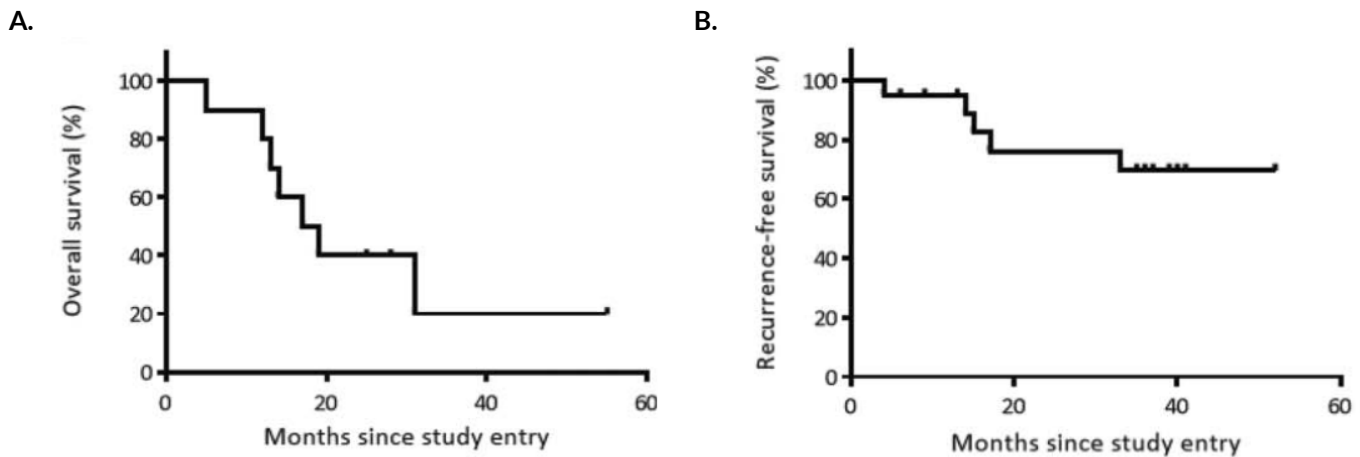 A.
Overall survival (%)
100
80
60
40
20
0
0 20 40 60
Months since study entry
B.
Recurrence-free survival (%)
100
80
60
40
20
0
0 20 40 60
Months since study entry